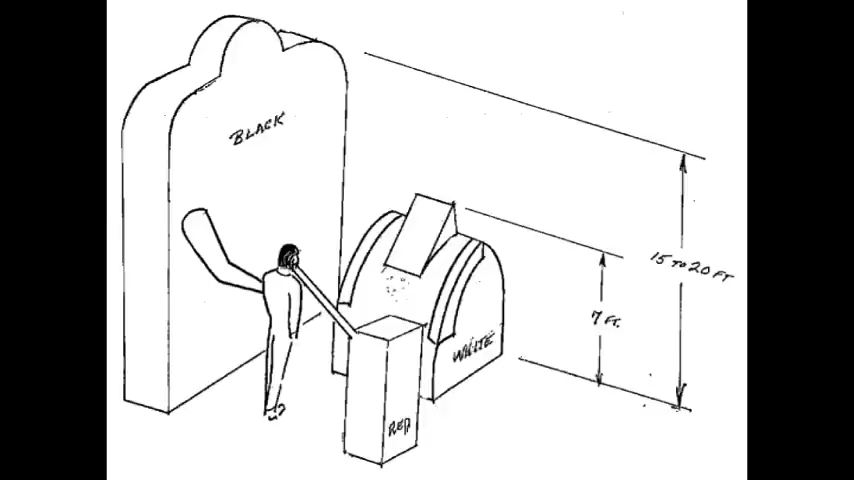 BLACK
15 TO 20 FT
7 FT.
WHITE
RED